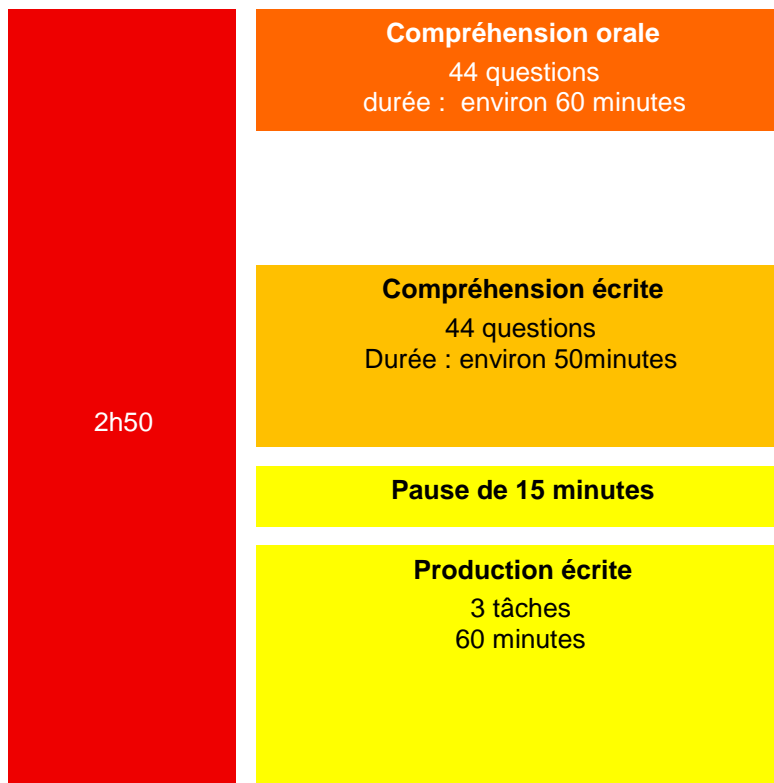 Compréhension orale
44 questions
durée : environ 60 minutes
Compréhension écrite
44 questions
Durée : environ 50minutes
2h50
Pause de 15 minutes
Production écrite
3 tâches
60 minutes